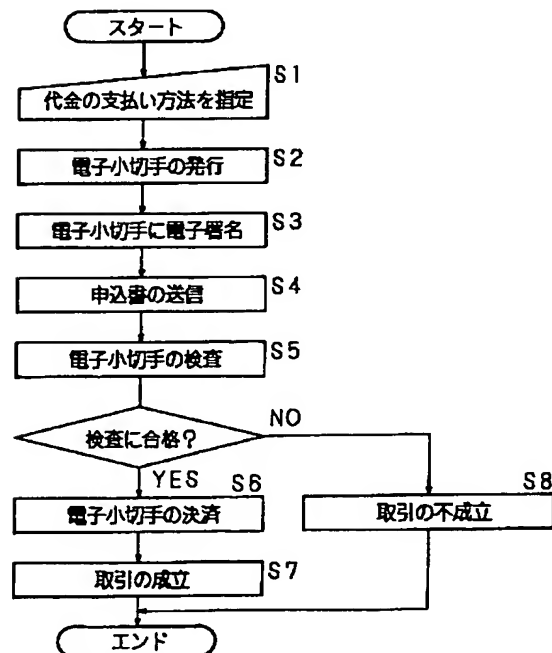 スタート
S1
代金の支払い方法を指定
S2
電子小切手の発行
S3
電子小切手に電子署名
S4
申込書の送信
S5
電子小切手の検査
検査に合格?
NO
YES
S6
電子小切手の決済
S8
取引の不成立
S7
取引の成立
エンド